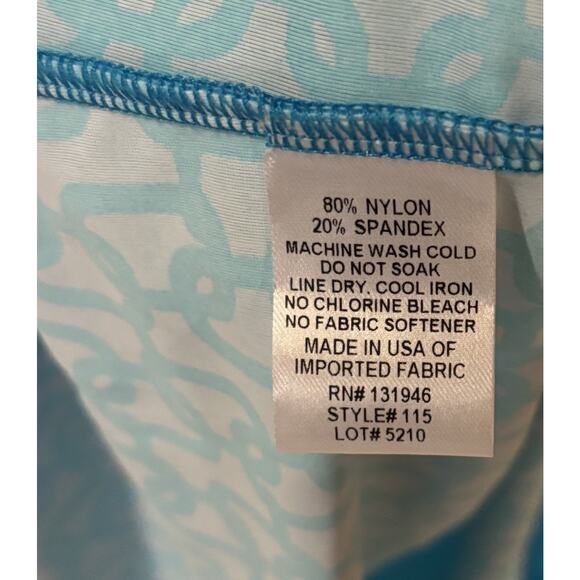 80% NYLON
20% SPANDEX
MACHINE WASH COLD
DO NOT SOAK
LINE DRY, COOL IRON
NO CHLORINE BLEACH
NO FABRIC SOFTENER
MADE IN USA OF
IMPORTED FABRIC
RN# 131946
STYLE# 115
LOT# 5210